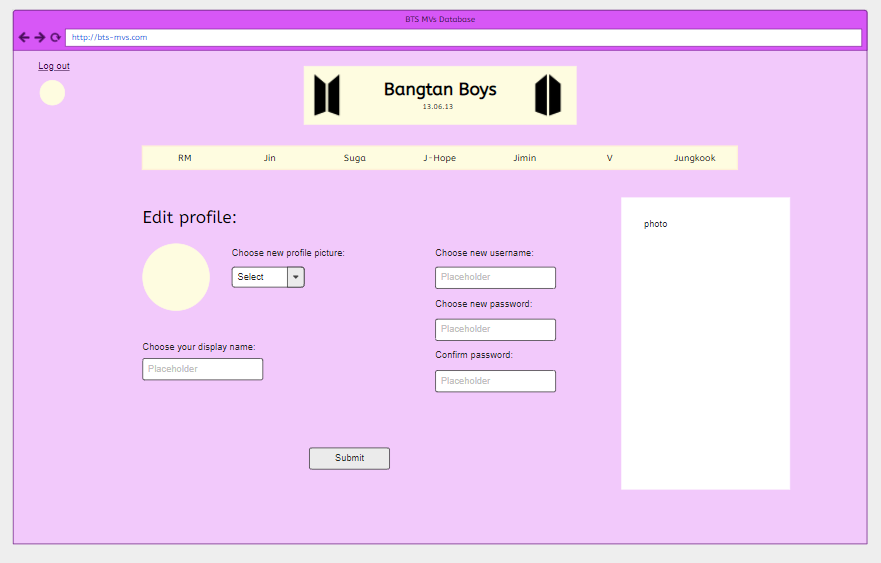 BTS MVs Database
http://bts-mvs.com
Log out
Bangtan Boys
13.06.13
RM Jin Suga J-Hope Jimin V Jungkook
Edit profile:
Choose new profile picture:
Select
Choose your display name:
Placeholder
Choose new username:
Placeholder
Choose new password:
Placeholder
Confirm password:
Placeholder
Submit
photo